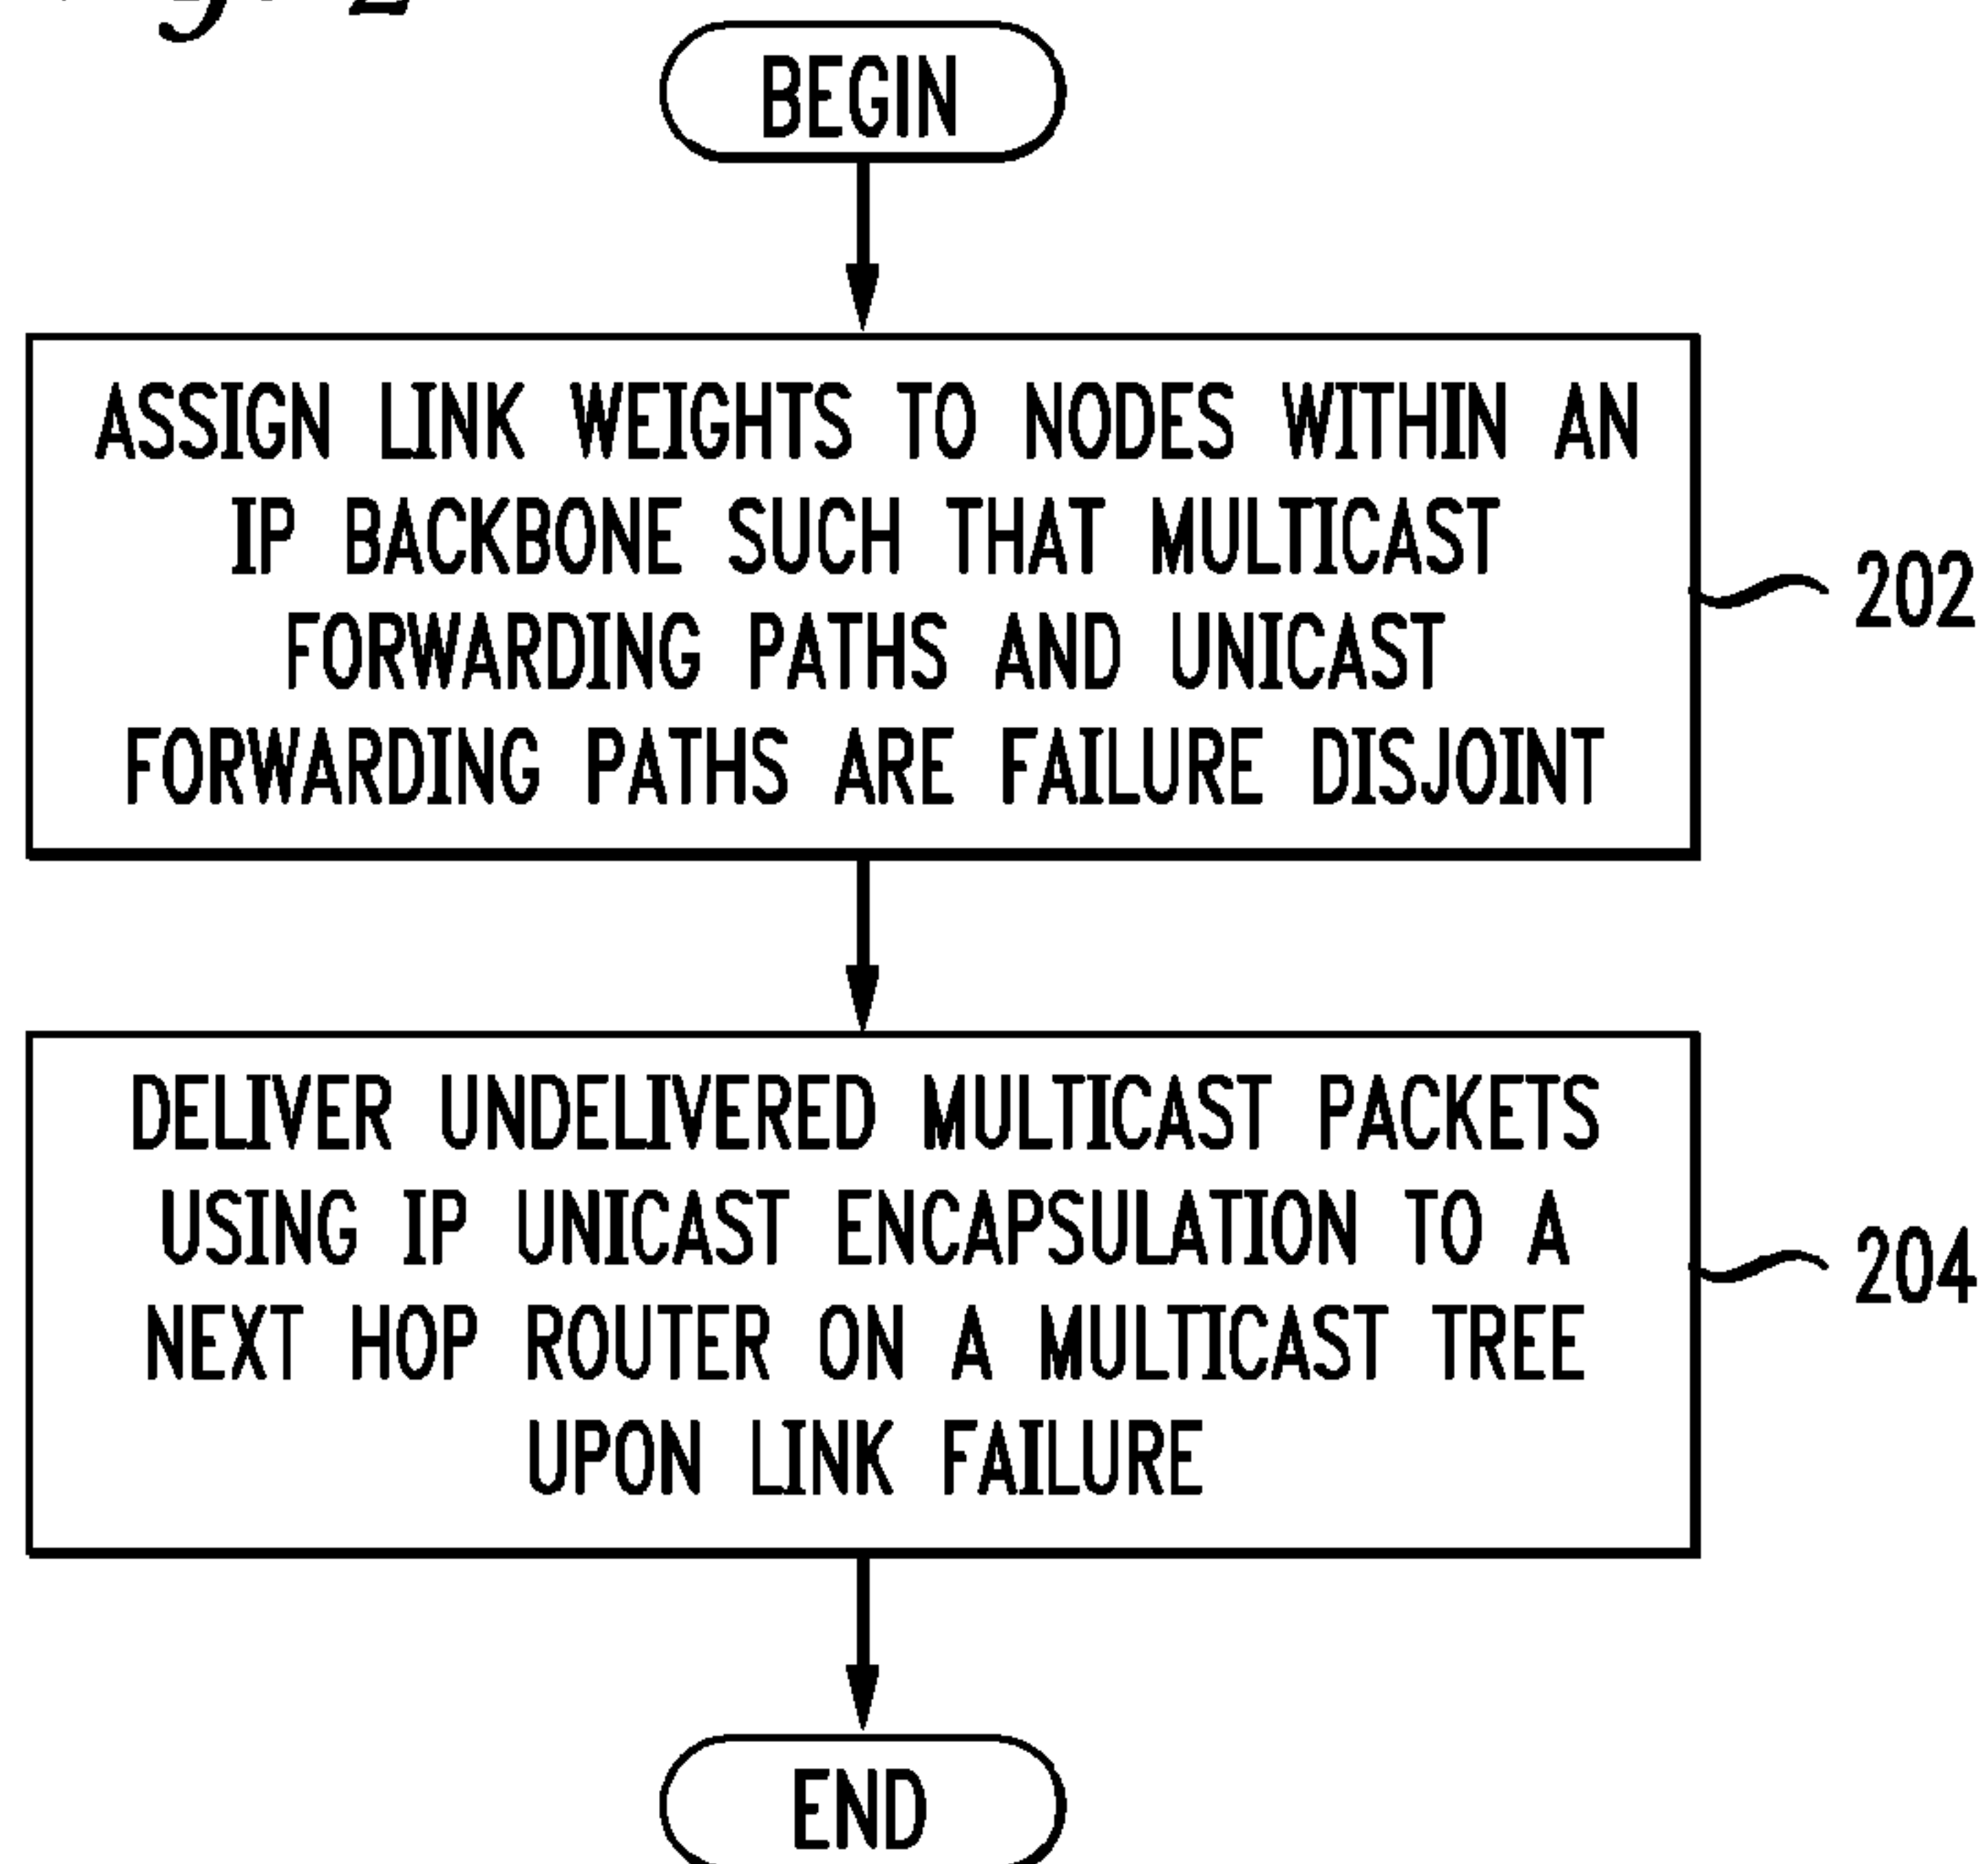 2
BEGIN
ASSIGN LINK WEIGHTS TO NODES WITHIN AN
IP BACKBONE SUCH THAT MULTICAST
FORWARDING PATHS AND UNICAST
FORWARDING PATHS ARE FAILURE DISJOINT
202
DELIVER UNDELIVERED MULTICAST PACKETS
USING IP UNICAST ENCAPSULATION TO A
NEXT HOP ROUTER ON A MULTICAST TREE
UPON LINK FAILURE
204
END